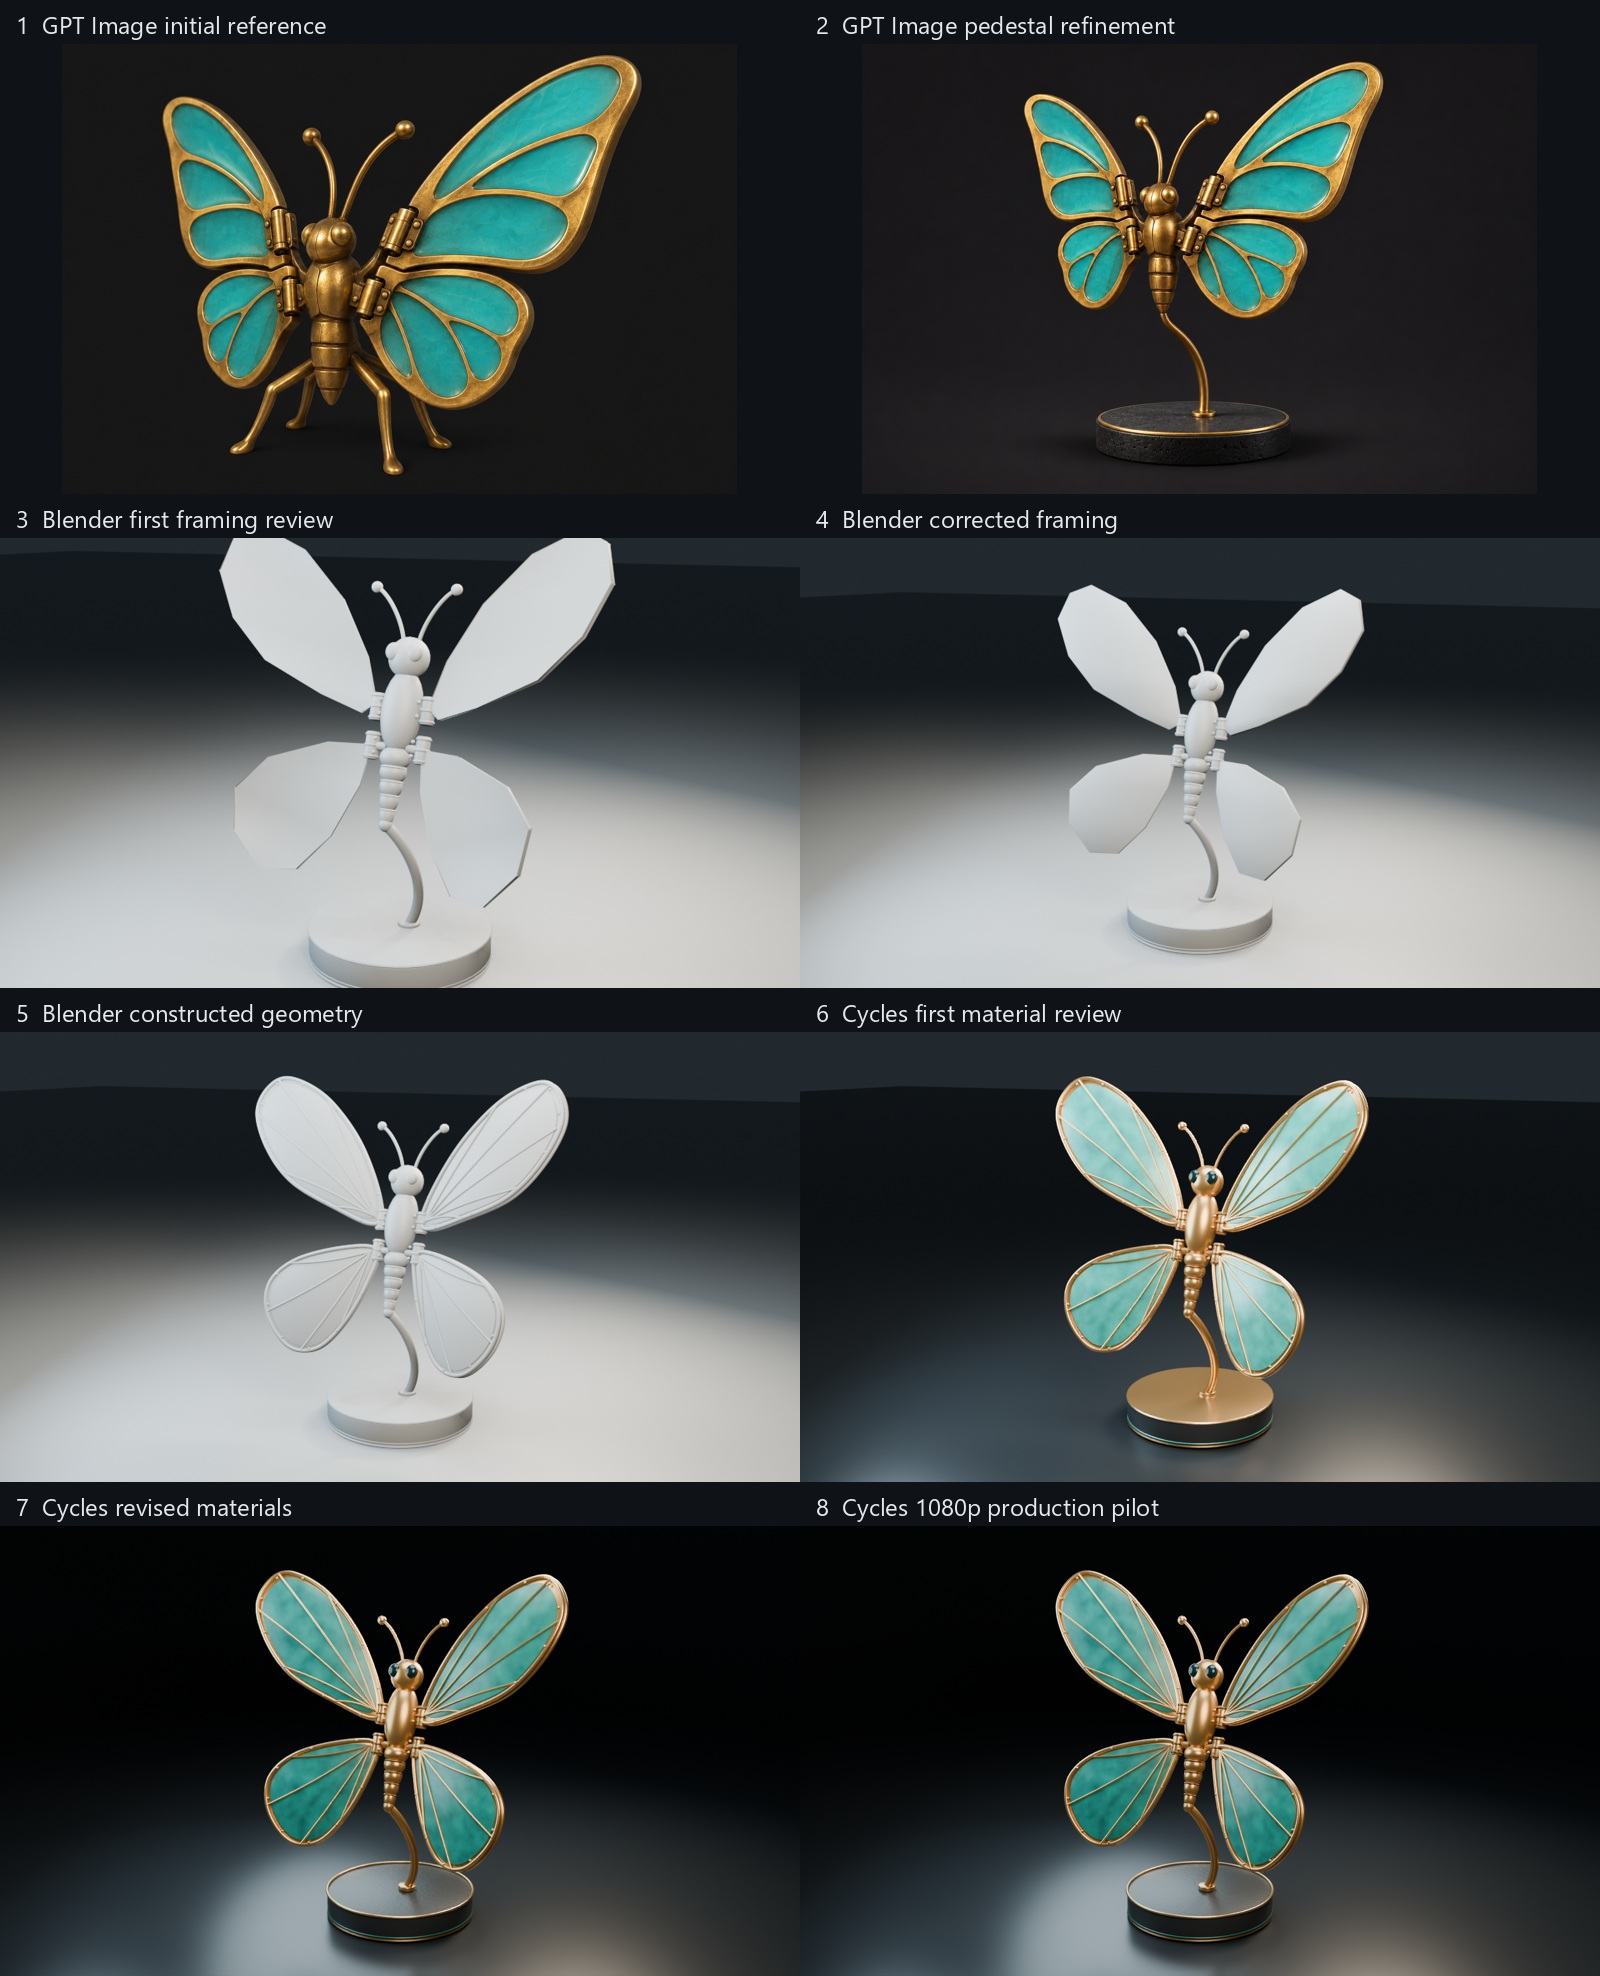 1 GPT Image initial reference
2 GPT Image pedestal refinement
3 Blender first framing review
4 Blender corrected framing
5 Blender constructed geometry
6 Cycles first material review
7 Cycles revised materials
8 Cycles 1080p production pilot